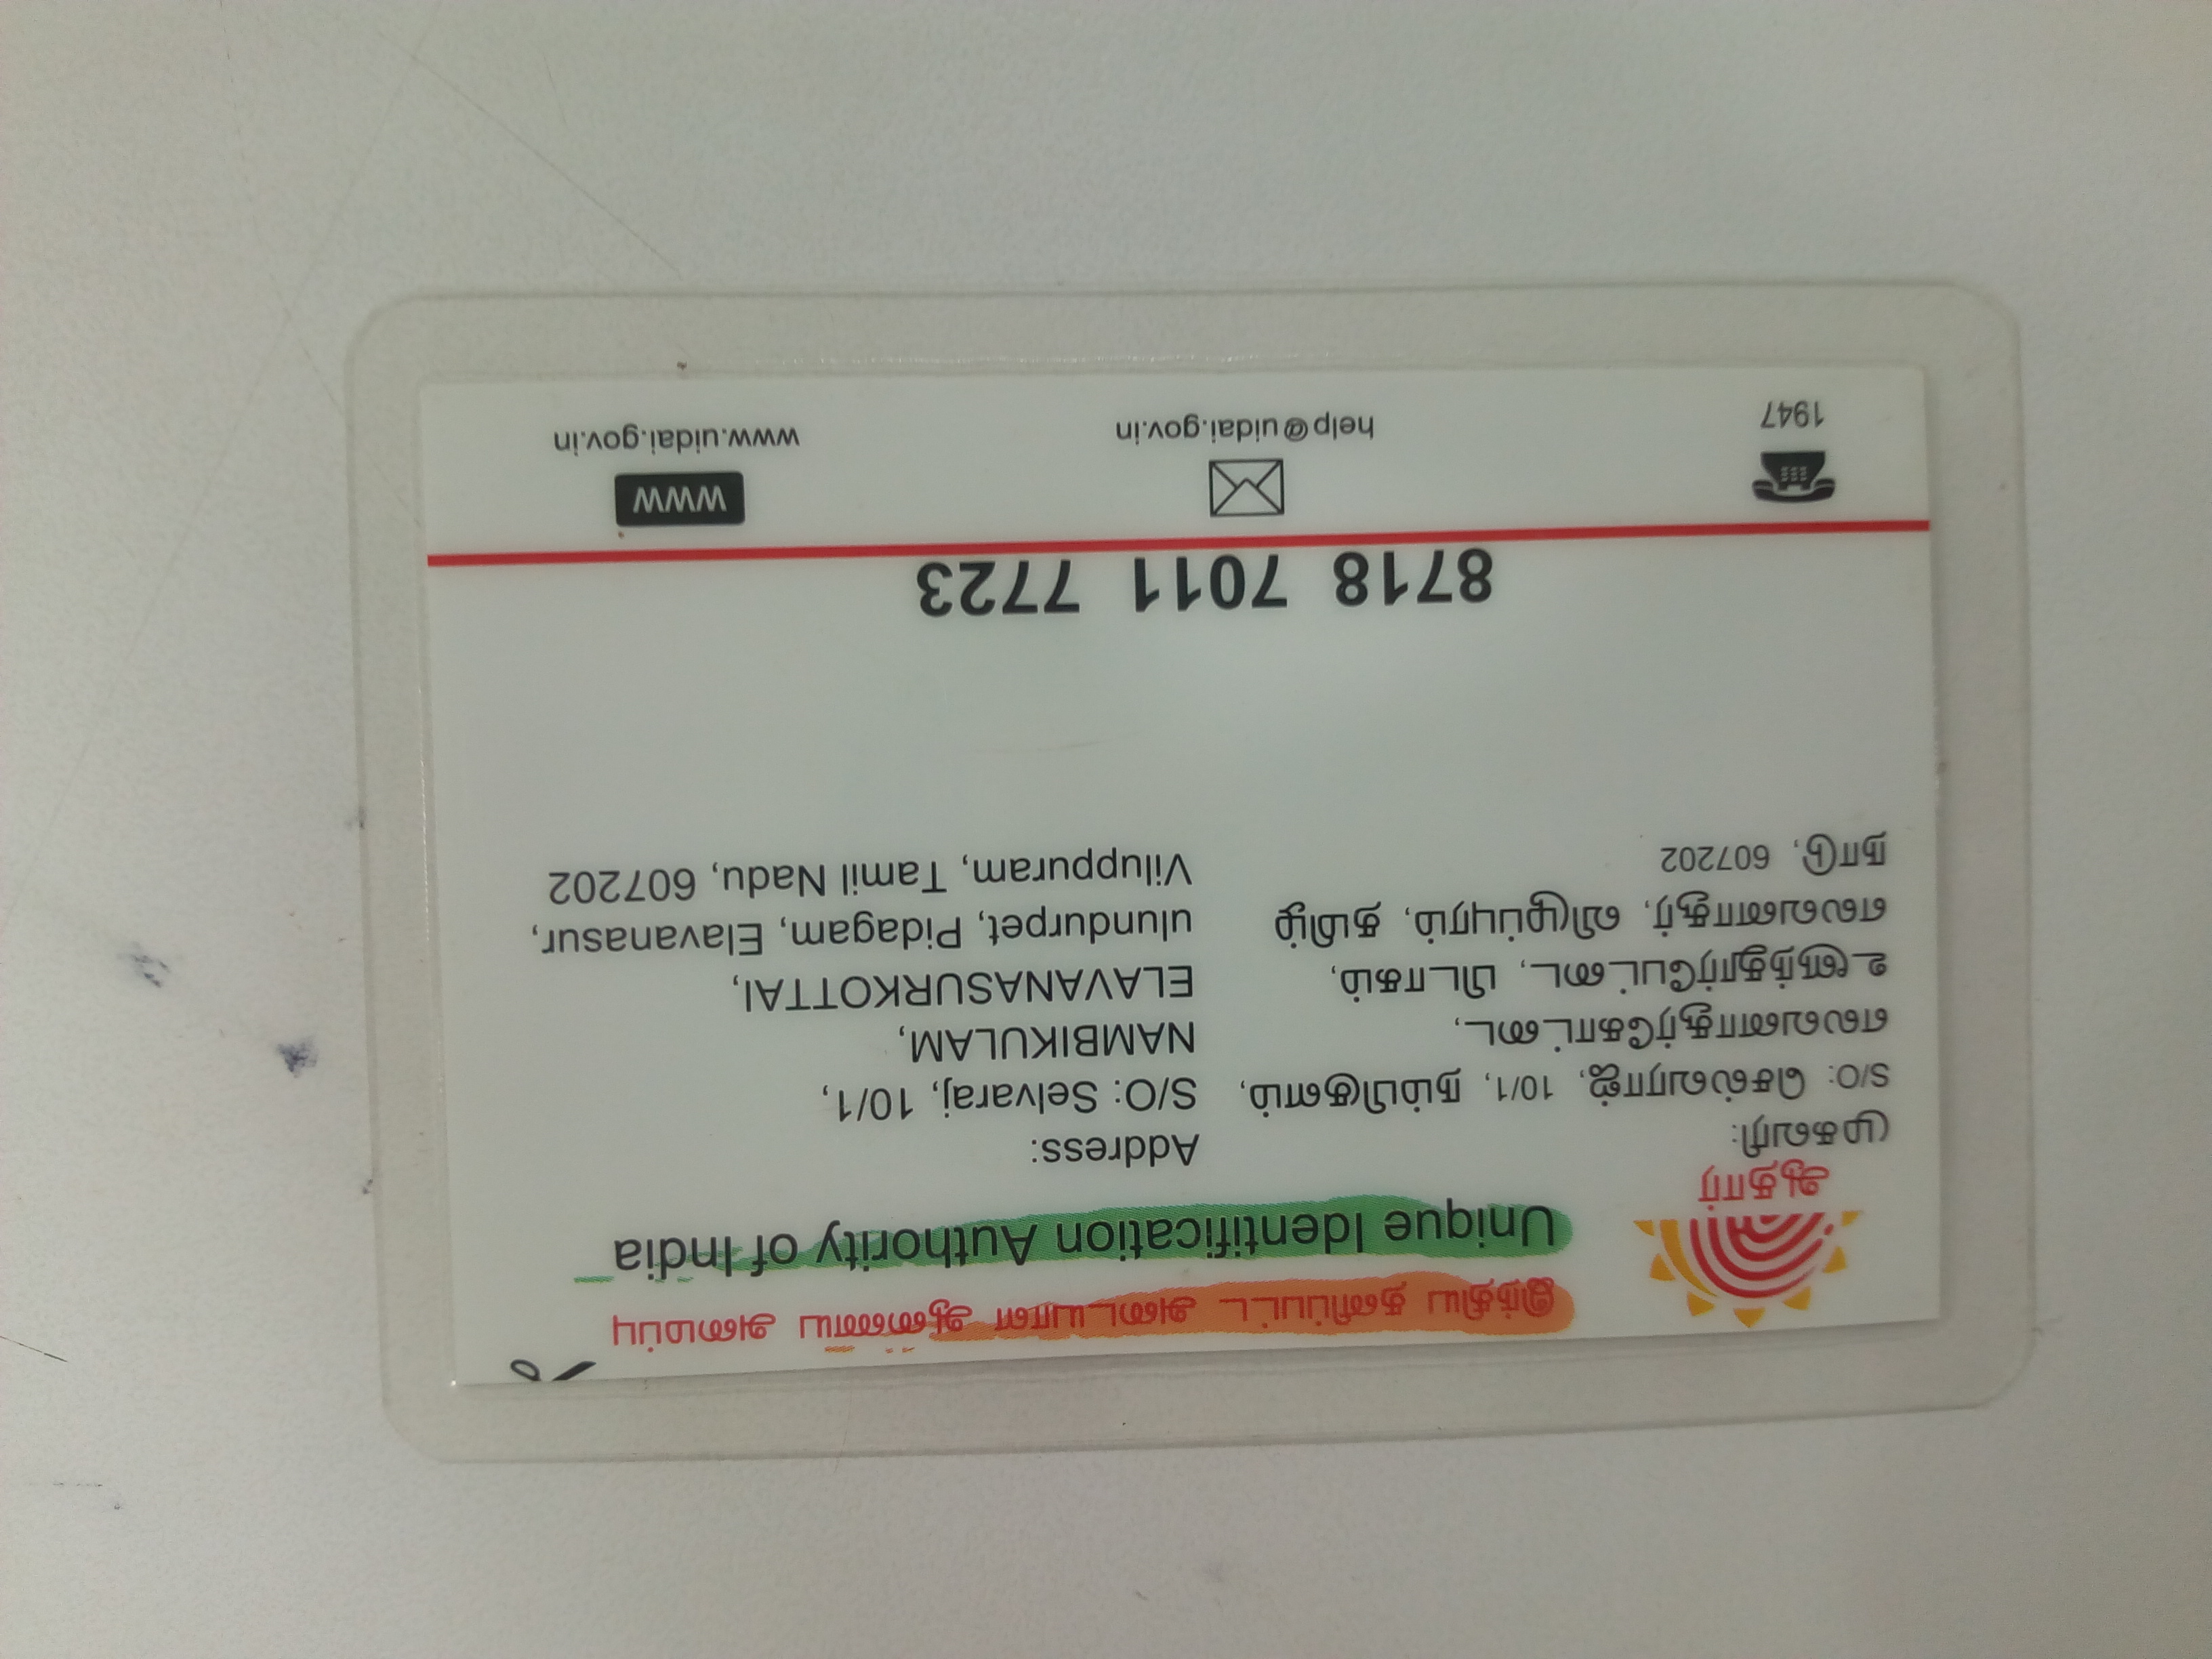 இந்திய தனிப்பட்ட அடையாள ஆணைய அமைப்பு
Unique Identification Authority of India
ஆதார்
முகவரி:
S/O: செல்வராஜ், 10/1, நம்பிகுளம்,
எலவனாசூர்கோட்டை,
உளுந்தூர்பேட்டை, பிடாகம்,
எலவனாசூர், விழுப்புரம், தமிழ்
நாடு, 607202
Address:
S/O: Selvaraj, 10/1,
NAMBIKULAM,
ELAVANASURKOTTAI,
ulundurpet, Pidagam, Elavanasur,
Viluppuram, Tamil Nadu, 607202
8718 7011 7723
1947
help@uidai.gov.in
WWW
www.uidai.gov.in